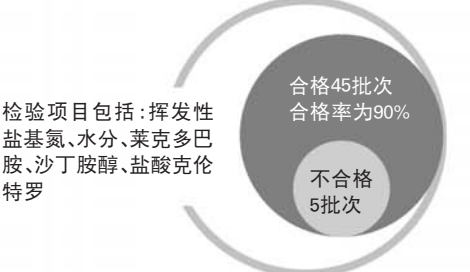 检验项目包括:挥发性
盐基氮、水分、莱克多巴
胺、沙丁胺醇、盐酸克伦
特罗
合格45批次
合格率为90%
不合格
5批次